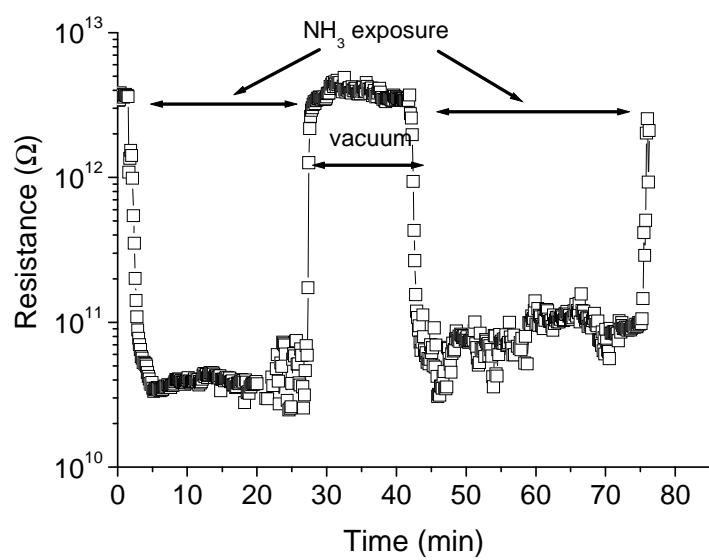 NH₃ exposure
vacuum
Resistance (Ω)
10¹³
10¹²
10¹¹
10¹⁰
0 10 20 30 40 50 60 70 80
Time (min)